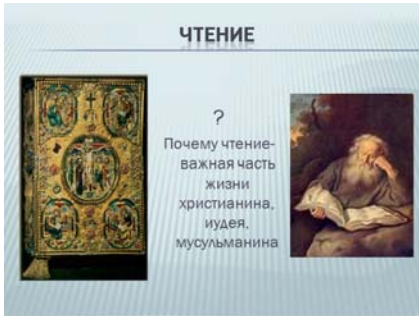 ЧТЕНИЕ
?
Почему чтение-
важная часть
жизни
христианина,
иудея,
мусульманина